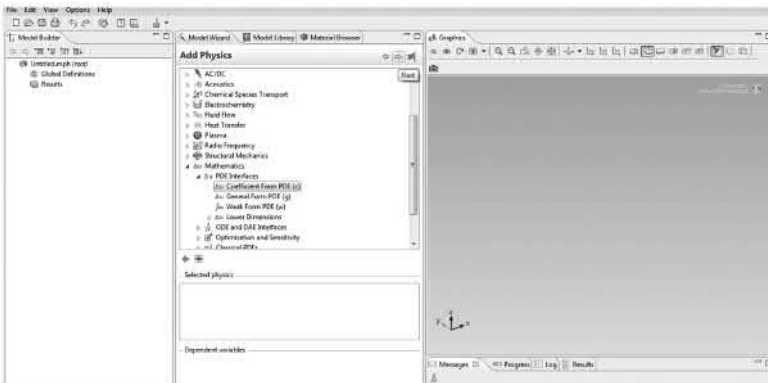 File Edit View Options Help
Model Builder
Untitled.mph (root)
Global Definitions
Results
Model Wizard Model Library Material Browser
Add Physics
Next
AC/DC
Acoustics
Chemical Species Transport
Electrochemistry
Fluid Flow
Heat Transfer
Plasma
Radio Frequency
Structural Mechanics
Mathematics
PDE Interfaces
Coefficient Form PDE (c)
General Form PDE (g)
Weak Form PDE (w)
Lower Dimensions
ODE and DAE Interfaces
Optimization and Sensitivity
Classical PDEs
Selected physics
Dependent variables
Graphics
z
y x
Messages Progress Log Results